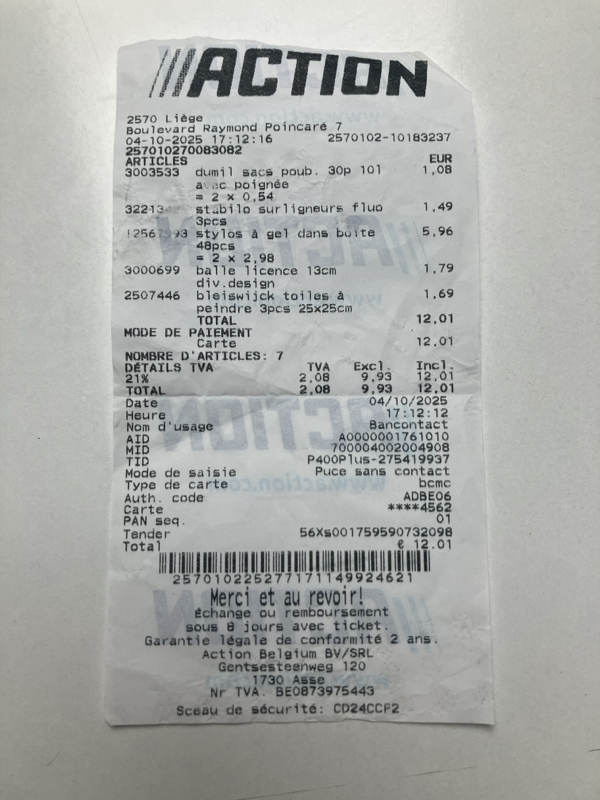 ACTION
2570 Liège
Boulevard Raymond Poincaré 7
04-10-2025 17:12:16 2570102-10183237
257010270083082
ARTICLES EUR
3003533 dumil sacs poub. 30p 10l 1,08
avec poignée
= 2 x 0,54
stabilo surligneurs fluo 1,49
3pcs
stylos à gel dans boite 5,96
48pcs
= 2 x 2,98
3000699 balle licence 13cm 1,79
div.design
2507446 bleiswijck toiles à 1,69
peindre 3pcs 25x25cm
TOTAL 12,01
MODE DE PAIEMENT
Carte 12,01
NOMBRE D'ARTICLES: 7
DÉTAILS TVA TVA Excl. Incl.
21% 2,08 9,93 12,01
TOTAL 2,08 9,93 12,01
Date 04/10/2025
Heure 17:12:12
Nom d'usage Bancontact
AID A0000001761010
MID 700004002004908
TID P400Plus-275419937
Mode de saisie Puce sans contact
Type de carte bcmc
Auth. code ADBE06
Carte ****4562
PAN seq. 01
Tender 56Xs001759590732098
Total € 12.01
257010225277171149924621
Merci et au revoir!
Échange ou remboursement
sous 8 jours avec ticket.
Garantie légale de conformité 2 ans.
Action Belgium BV/SRL
Gentsesteenweg 120
1730 Asse
Nr TVA. BE0873975443
Sceau de sécurité: CD24CCF2